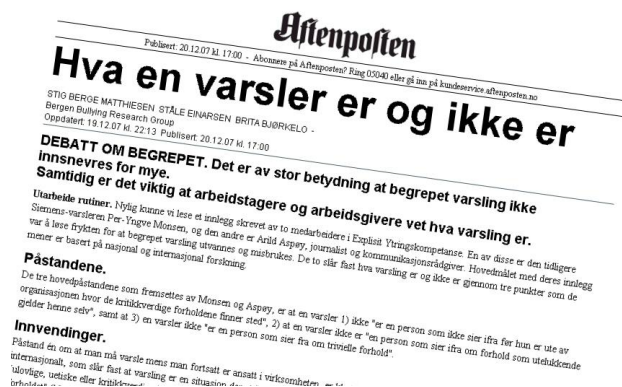 Aftenposten
Publisert: 20.12.07 kl. 17:00 - Abonnere på Aftenposten? Ring 05040 eller gå inn på kundeservice.aftenposten.no
Hva en varsler er og ikke er
STIG BERGE MATTHIESEN STÅLE EINARSEN BRITA BJØRKELO -
Bergen Bullying Research Group
Oppdatert: 19.12.07 kl. 22:13 Publisert: 20.12.07 kl. 17:00
DEBATT OM BEGREPET. Det er av stor betydning at begrepet varsling ikke
innsnevres for mye.
Samtidig er det viktig at arbeidstagere og arbeidsgivere vet hva varsling er.
Utarbeide rutiner. Nylig kunne vi lese et innlegg skrevet av to medarbeidere i Explisit Ytringskompetanse. En av disse er den tidligere
Siemens-varsleren Per-Yngve Monsen, og den andre er Arild Aspøy, journalist og kommunikasjonsrådgiver. Hovedmålet med deres innlegg
var å løse frykten for at begrepet varsling utvannes og misbrukes. De to slår fast hva varsling er og ikke er gjennom tre punkter som de
mener er basert på nasjonal og internasjonal forskning.
Påstandene.
De tre hovedpåstandene som fremsettes av Monsen og Aspøy, er at en varsler 1) ikke "er en person som ikke sier ifra før hun er ute av
organisasjonen hvor de kritikkverdige forholdene finner sted", 2) at en varsler ikke er "en person som sier ifra om forhold som utelukkende
gjelder henne selv", samt at 3) en varsler ikke "er en person som sier fra om trivielle forhold".
Innvendinger.
Påstand én om at man må varsle mens man fortsatt er ansatt i virksomheten, er
internasjonalt, som slår fast at varsling er en situasjon der
ulovlige, uetiske eller